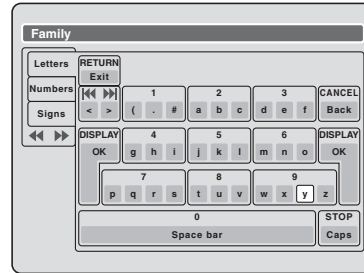 Family
Letters
Numbers
Signs
RETURN
Exit
1 2 3 CANCEL
< > ( . # a b c d e f Back
DISPLAY 4 5 6 DISPLAY
OK g h i j k l m n o OK
7 8 9
p q r s t u v w x y z
0 STOP
Space bar Caps